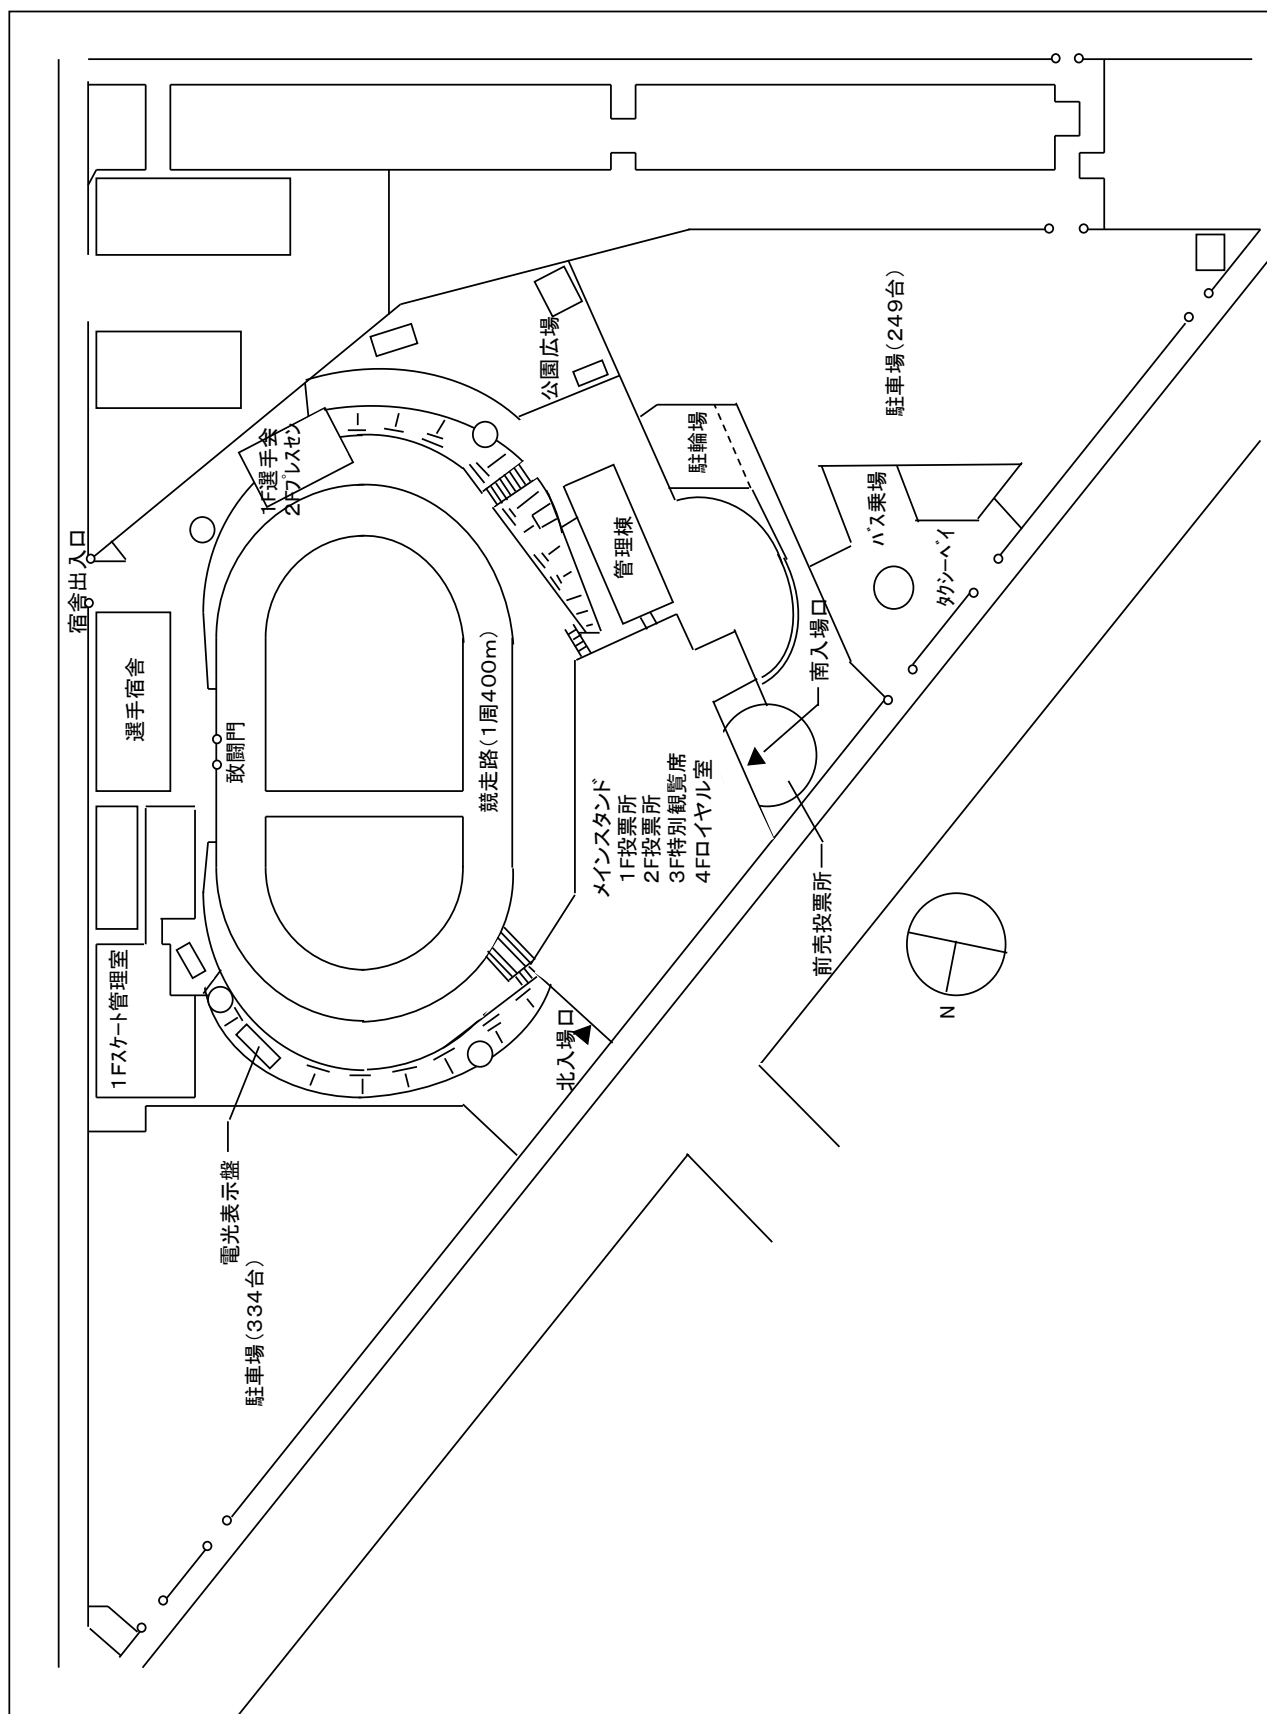 宿舎出入口
選手宿舎
1Fスケート管理室
敢闘門
1F選手会
2Fプレスセン
電光表示盤
駐車場(334台)
競走路(1周400m)
公園広場
管理棟
北入場口
メインスタンド
1F投票所
2F投票所
3F特別観覧席
4Fロイヤル室
駐輪場
南入場口
前売投票所
駐車場(249台)
バス乗場
タクシーベイ
N